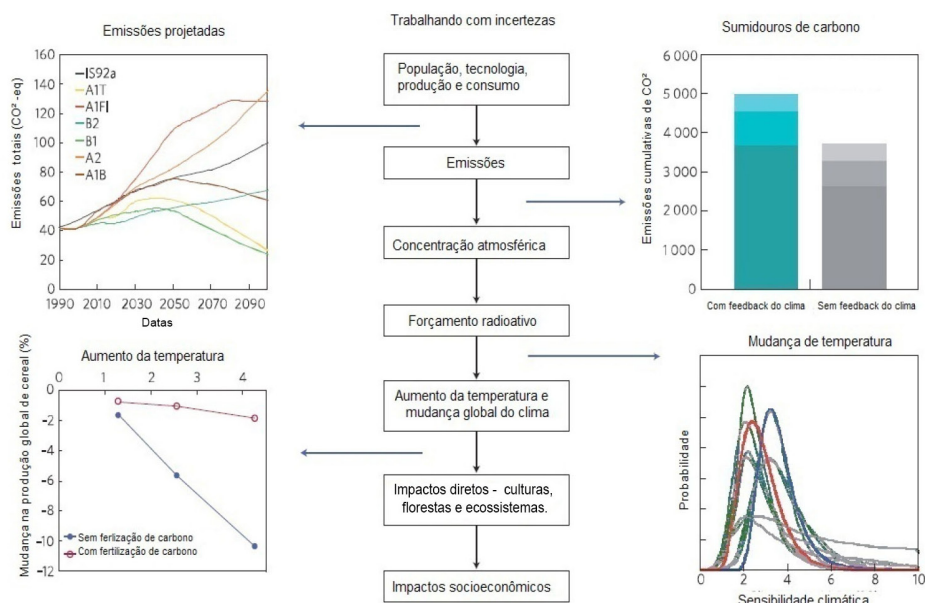 Trabalhando com incertezas
Emissões projetadas
Emissões totais (CO² -eq)
160
140
120
100
80
60
40
20
0
IS92a
A1T
A1FI
B2
B1
A2
A1B
1990
2010
2030
2050
2070
2090
Datas
População, tecnologia,
produção e consumo
Emissões
Concentração atmosférica
Forçamento radioativo
Aumento da temperatura e
mudança global do clima
Impactos diretos - culturas,
florestas e ecossistemas.
Impactos socioeconômicos
Sumidouros de carbono
Emissões cumulativas de CO²
6 000
5 000
4 000
3 000
2 000
1 000
0
Com feedback do clima
Sem feedback do clima
Aumento da temperatura
0
1
2
3
4
Mudança na produção global de cereal (%)
0
-2
-4
-6
-8
-10
-12
Sem ferlização de carbono
Com fertilização de carbono
Mudança de temperatura
Probabilidade
0
2
4
6
8
10
Sensibilidade climática